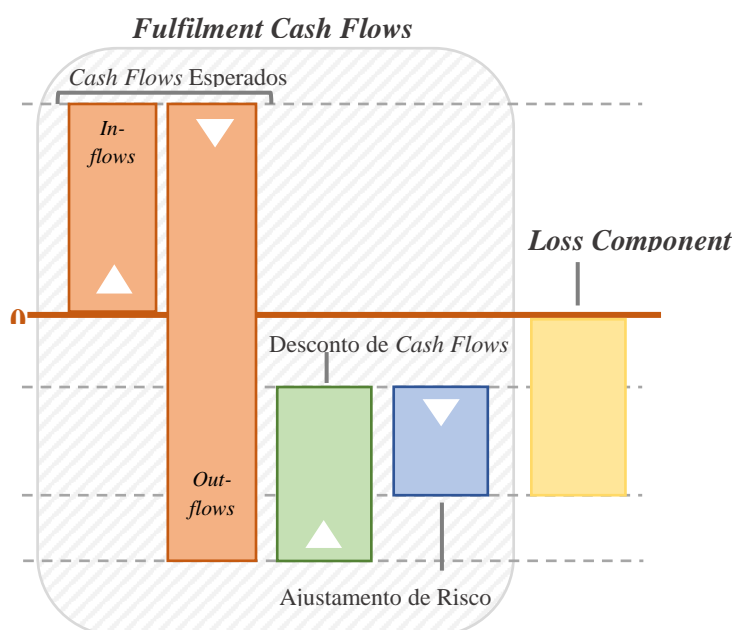 Fulfilment Cash Flows
Cash Flows Esperados
In-
flows
Loss Component
0
Desconto de Cash Flows
Out-
flows
Ajustamento de Risco